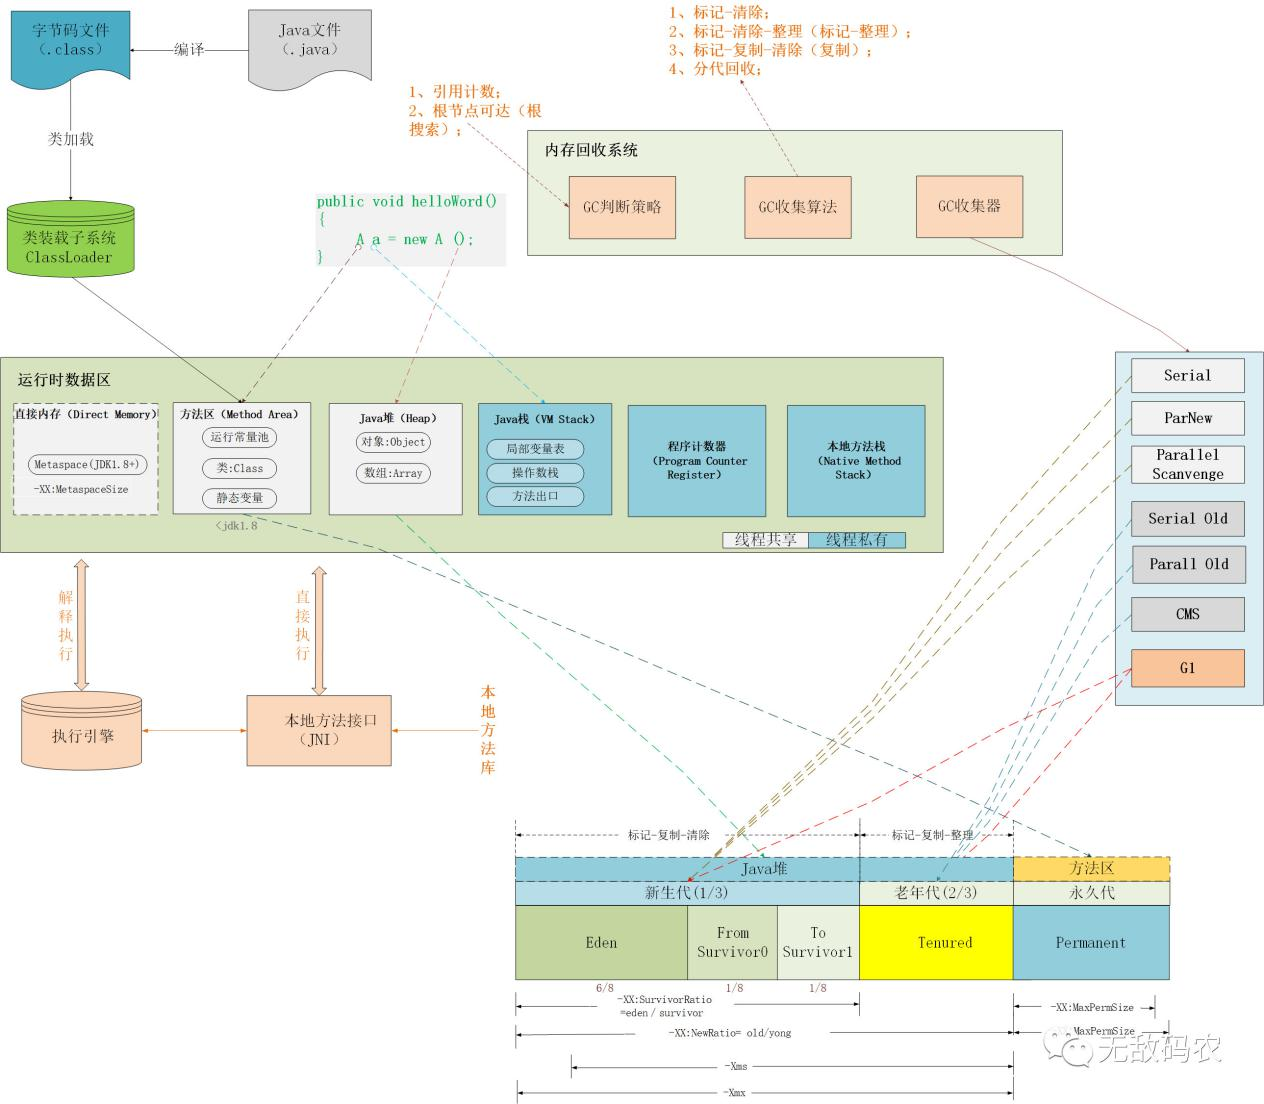 字节码文件
（.class）
编译
Java文件
（.java）
类加载
类装载子系统
ClassLoader
1、引用计数；
2、根节点可达（根
搜索）；
1、标记-清除；
2、标记-清除-整理（标记-整理）；
3、标记-复制-清除（复制）；
4、分代回收；
内存回收系统
GC判断策略
GC收集算法
GC收集器
public void helloWord()
{
A a = new A ();
}
运行时数据区
直接内存（Direct Memory）
Metaspace(JDK1.8+)
-XX:MetaspaceSize
方法区（Method Area）
运行常量池
类:Class
静态变量
<jdk1.8
Java堆（Heap）
对象:Object
数组:Array
Java栈（VM Stack）
局部变量表
操作数栈
方法出口
程序计数器
（Program Counter
Register）
本地方法栈
（Native Method
Stack）
线程共享
线程私有
Serial
ParNew
Parallel
Scanvenge
Serial Old
Parall Old
CMS
G1
解释执行
直接执行
执行引擎
本地方法接口
（JNI）
本地方法库
标记-复制-清除
标记-复制-整理
Java堆
方法区
新生代(1/3)
老年代(2/3)
永久代
Eden
From
Survivor0
To
Survivor1
Tenured
Permanent
6/8
1/8
1/8
-XX:SurvivorRatio
=eden/survivor
-XX:MaxPermSize
-XX:NewRatio= old/yong
MaxPermSize
-Xms
-Xmx
无敌码农